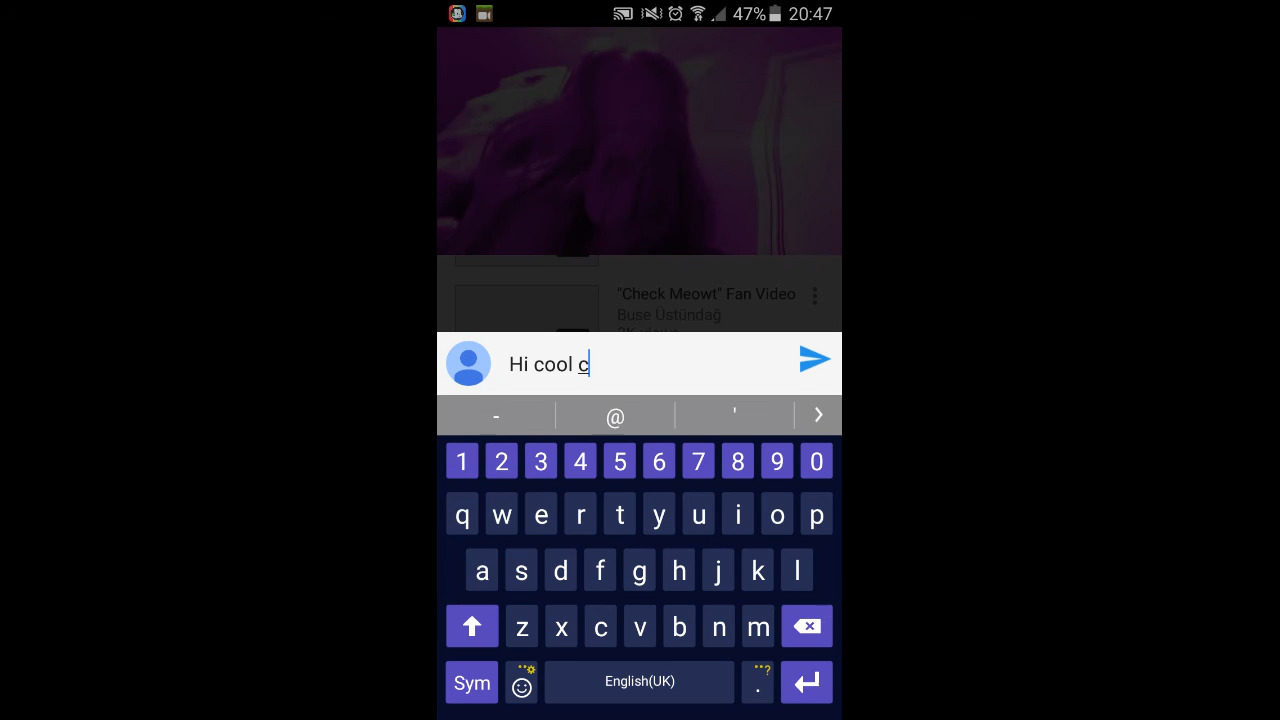 47% 20:47
"Check Meowt" Fan Video
Buse Üstündağ
Hi cool c
- @ '
1 2 3 4 5 6 7 8 9 0
q w e r t y u i o p
a s d f g h j k l
z x c v b n m
Sym English(UK) .